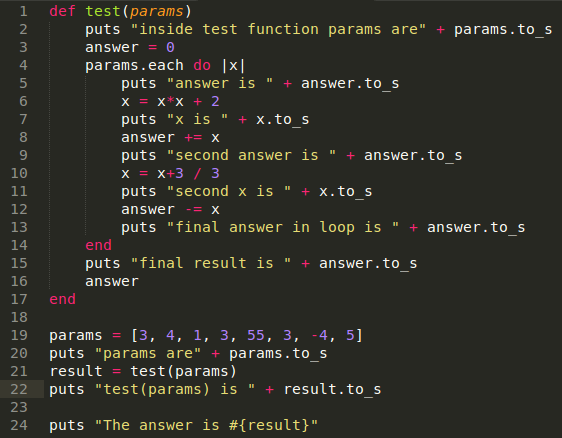 1 def test(params)
2 puts "inside test function params are" + params.to_s
3 answer = 0
4 params.each do |x|
5 puts "answer is " + answer.to_s
6 x = x*x + 2
7 puts "x is " + x.to_s
8 answer += x
9 puts "second answer is " + answer.to_s
10 x = x+3 / 3
11 puts "second x is " + x.to_s
12 answer -= x
13 puts "final answer in loop is " + answer.to_s
14 end
15 puts "final result is " + answer.to_s
16 answer
17 end
18
19 params = [3, 4, 1, 3, 55, 3, -4, 5]
20 puts "params are" + params.to_s
21 result = test(params)
22 puts "test(params) is " + result.to_s
23
24 puts "The answer is #{result}"